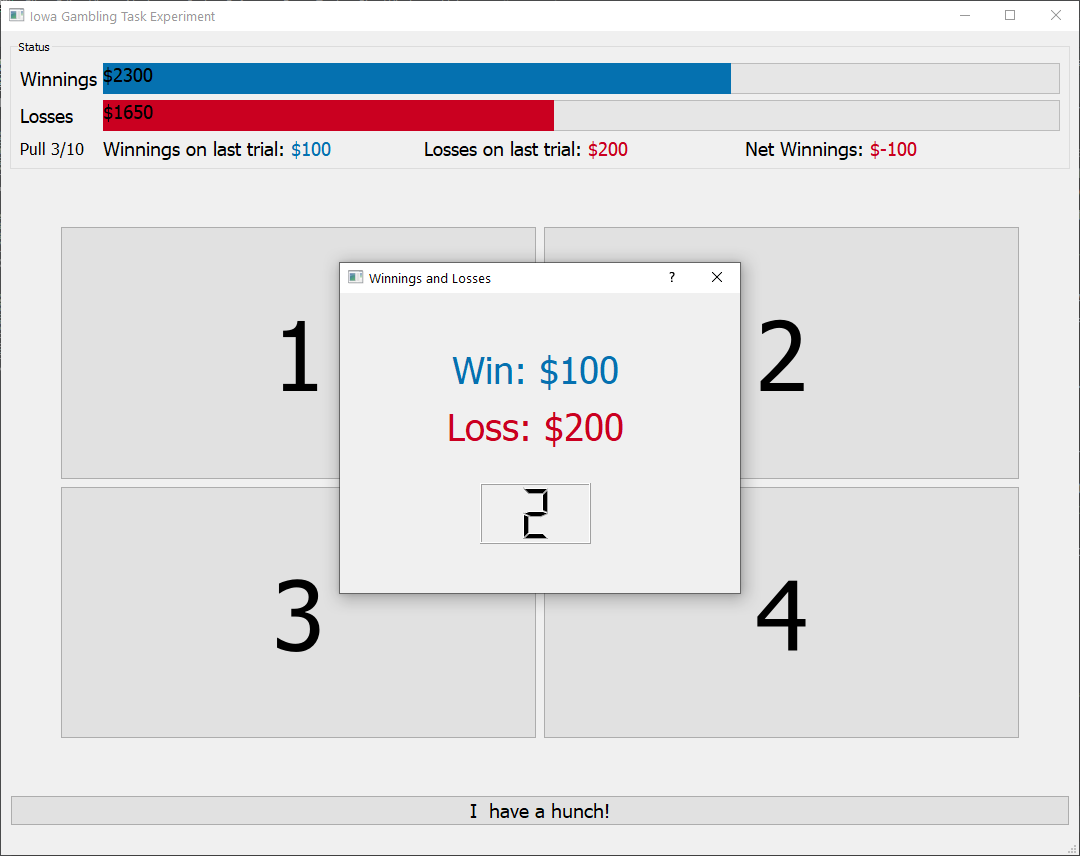 Iowa Gambling Task Experiment
Status
Winnings $2300
Losses $1650
Pull 3/10 Winnings on last trial: $100 Losses on last trial: $200 Net Winnings: $-100
1 2
Winnings and Losses ?
Win: $100
Loss: $200
2
3 4
I have a hunch!